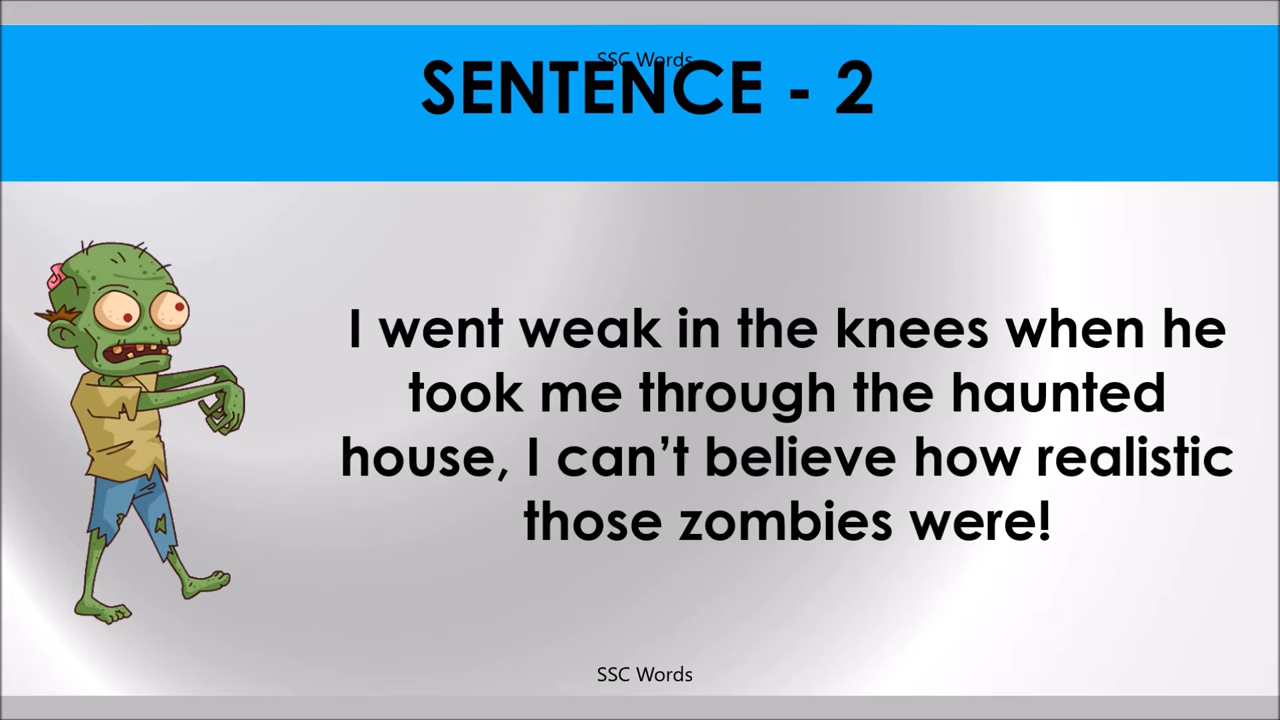 SSC Words
SENTENCE - 2
I went weak in the knees when he
took me through the haunted
house, I can’t believe how realistic
those zombies were!
SSC Words